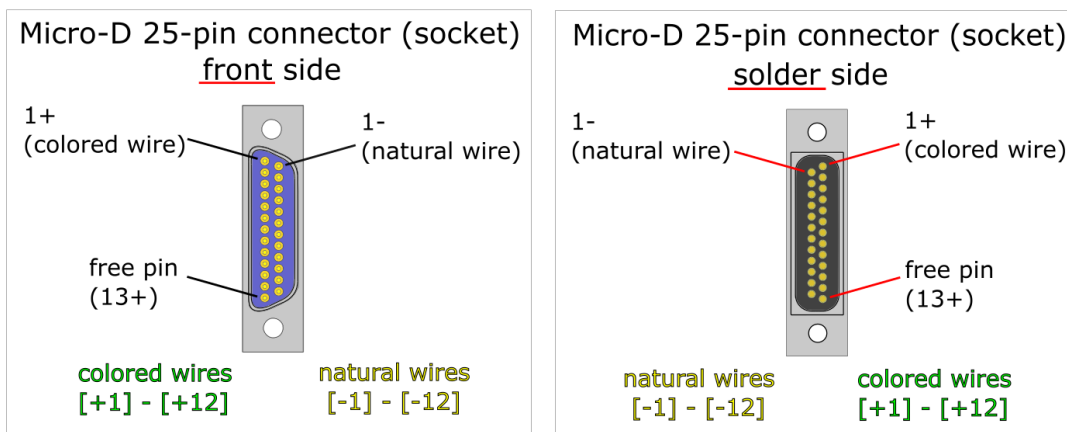 Micro-D 25-pin connector (socket)
front side
1+
(colored wire)
1-
(natural wire)
free pin
(13+)
colored wires
[+1] - [+12]
natural wires
[-1] - [-12]
Micro-D 25-pin connector (socket)
solder side
1-
(natural wire)
1+
(colored wire)
free pin
(13+)
natural wires
[-1] - [-12]
colored wires
[+1] - [+12]